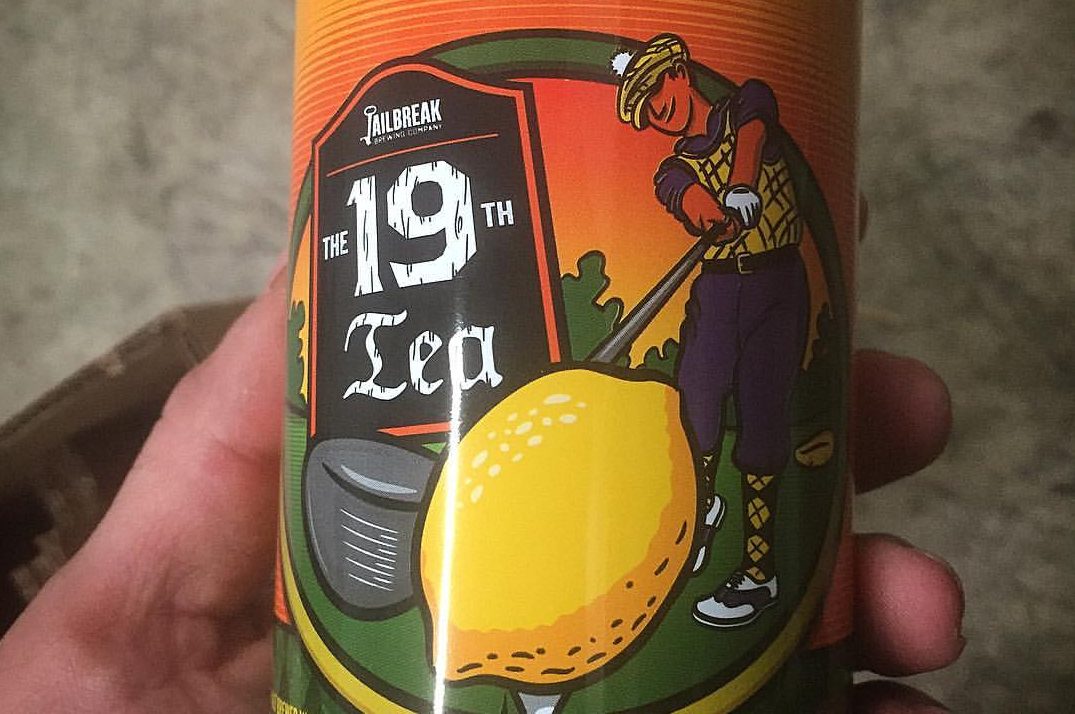 JAILBREAK
BREWING COMPANY
THE 19TH
Tea